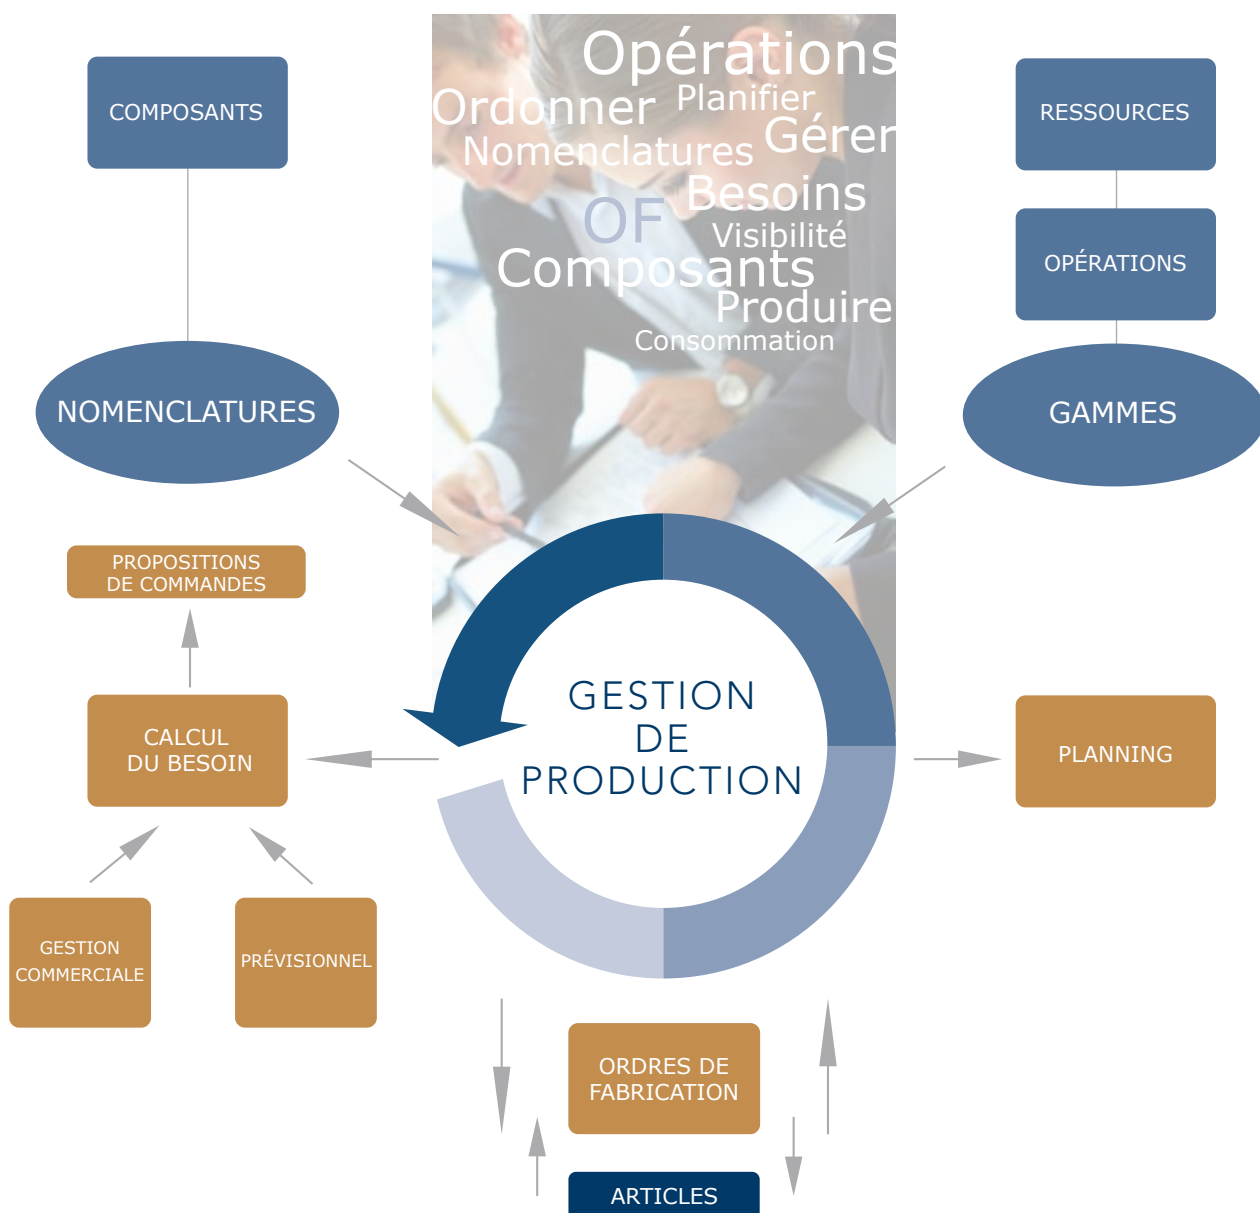 COMPOSANTS
Opérations
Ordonner
Planifier
Gérer
Nomenclatures
Besoins
OF
Visibilité
Composants
Produire
Consommation
RESSOURCES
OPÉRATIONS
NOMENCLATURES
GAMMES
PROPOSITIONS
DE COMMANDES
CALCUL
DU BESOIN
GESTION
DE
PRODUCTION
PLANNING
GESTION
COMMERCIALE
PRÉVISIONNEL
ORDRES DE
FABRICATION
ARTICLES